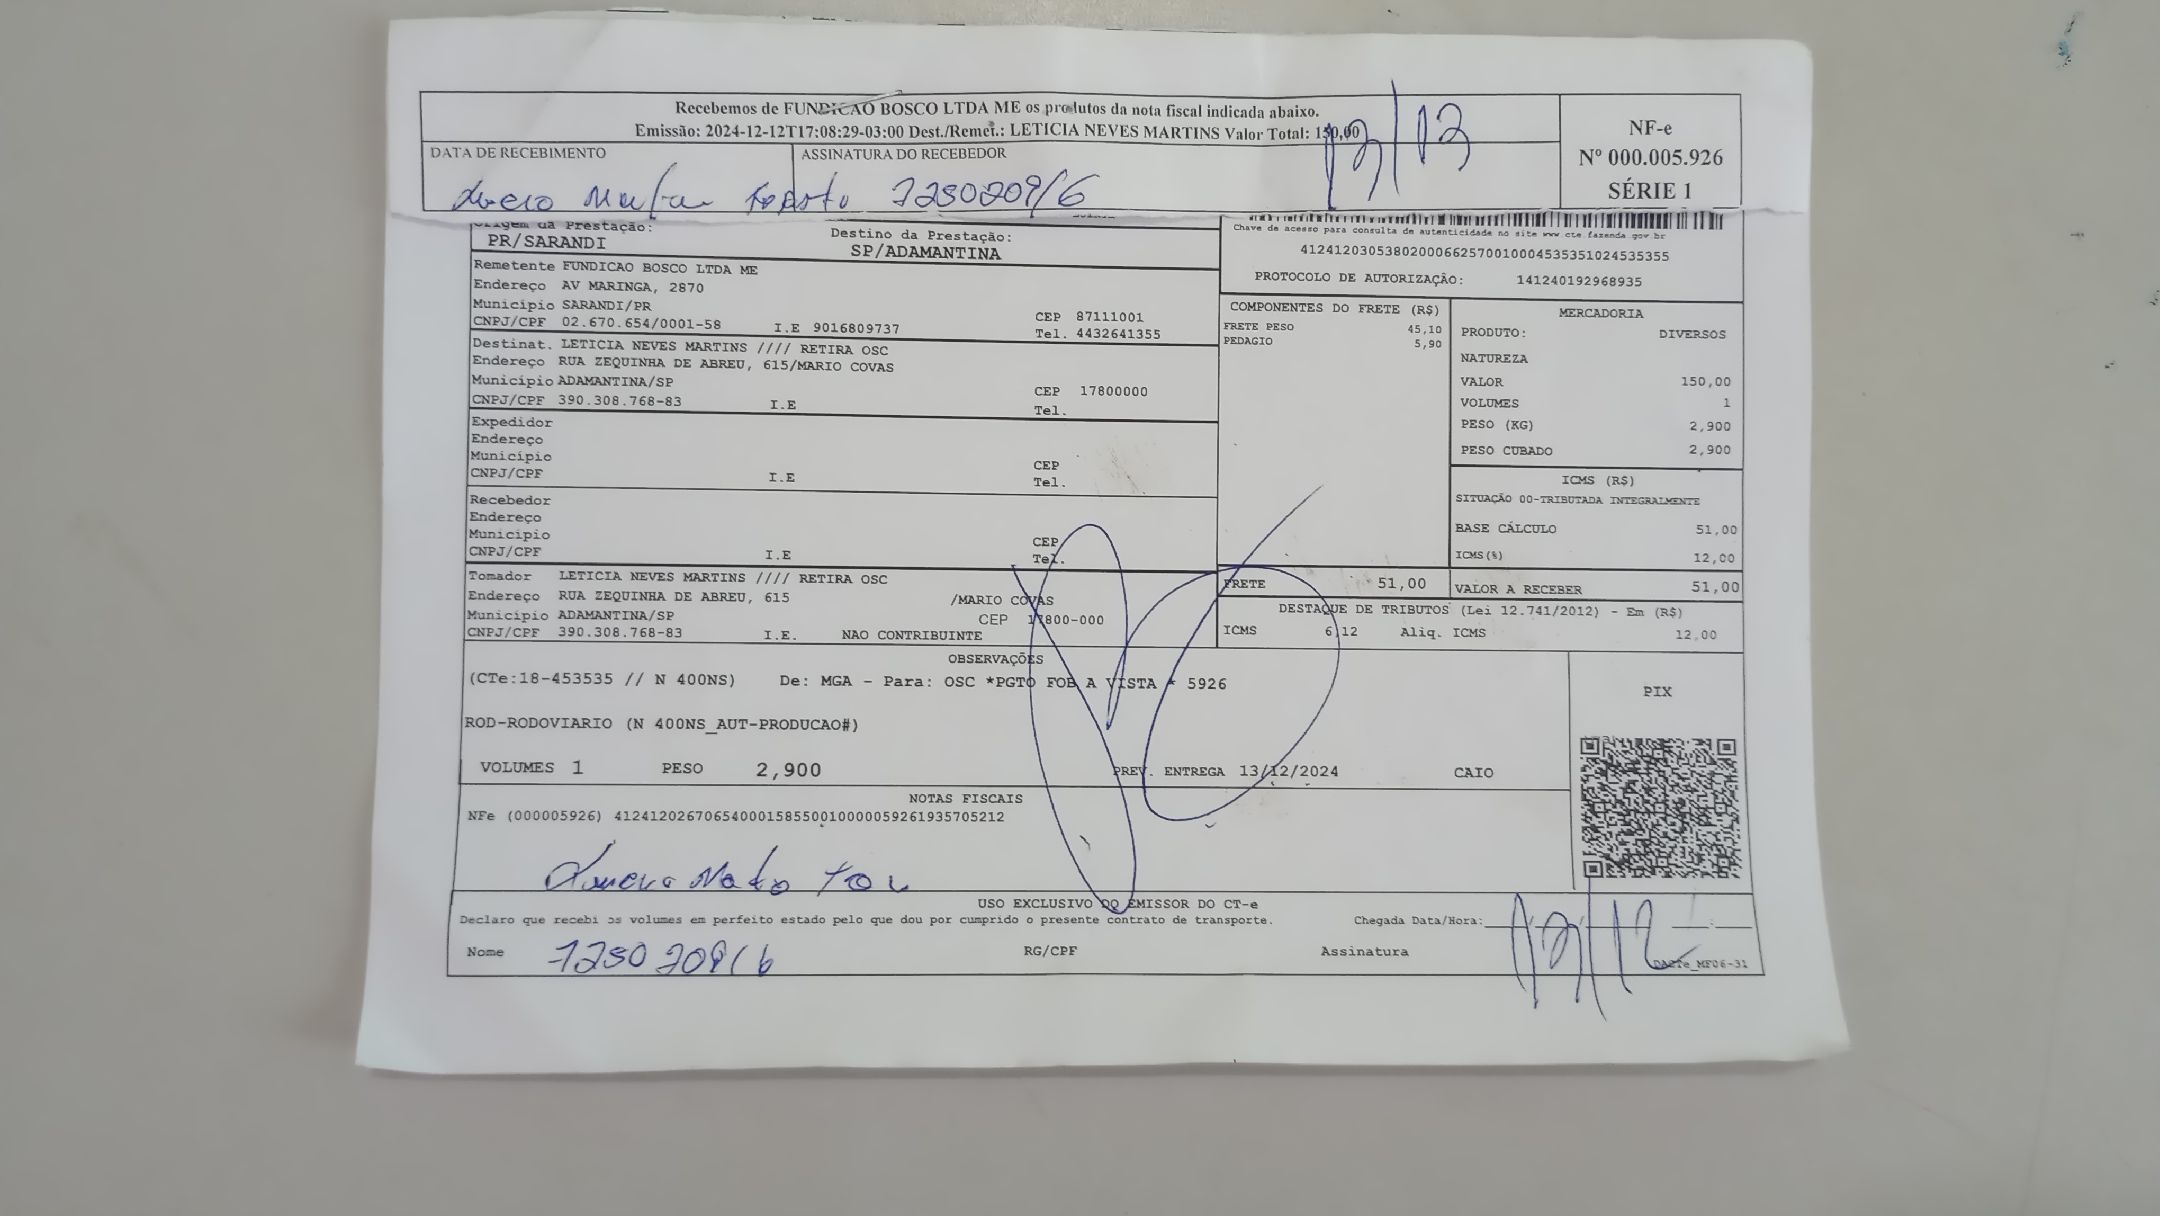 Recebemos de FUNDICAO BOSCO LTDA ME os produtos da nota fiscal indicada abaixo.
Emissão: 2024-12-12T17:08:29-03:00 Dest./Remet.: LETICIA NEVES MARTINS Valor Total: 150,00
DATA DE RECEBIMENTO
ASSINATURA DO RECEBEDOR
NF-e
Nº 000.005.926
SÉRIE 1
Origem da Prestação:
PR/SARANDI
Destino da Prestação:
SP/ADAMANTINA
Chave de acesso para consulta de autenticidade no site www.cte.fazenda.gov.br
41241203053802000662570010004535351024535355
PROTOCOLO DE AUTORIZAÇÃO: 141240192968935
Remetente FUNDICAO BOSCO LTDA ME
Endereço AV MARINGA, 2870
Município SARANDI/PR CEP 87111001
CNPJ/CPF 02.670.654/0001-58 I.E 9016809737 Tel. 4432641355
Destinat. LETICIA NEVES MARTINS //// RETIRA OSC
Endereço RUA ZEQUINHA DE ABREU, 615/MARIO COVAS
Município ADAMANTINA/SP CEP 17800000
CNPJ/CPF 390.308.768-83 I.E Tel.
Expedidor
Endereço
Município CEP
CNPJ/CPF I.E Tel.
Recebedor
Endereço
Município CEP
CNPJ/CPF I.E Tel.
Tomador LETICIA NEVES MARTINS //// RETIRA OSC
Endereço RUA ZEQUINHA DE ABREU, 615 /MARIO COVAS
Município ADAMANTINA/SP CEP 17800-000
CNPJ/CPF 390.308.768-83 I.E. NAO CONTRIBUINTE
COMPONENTES DO FRETE (R$)
FRETE PESO 45,10
PEDAGIO 5,90
MERCADORIA
PRODUTO: DIVERSOS
NATUREZA
VALOR 150,00
VOLUMES 1
PESO (KG) 2,900
PESO CUBADO 2,900
ICMS (R$)
SITUAÇÃO 00-TRIBUTADA INTEGRALMENTE
BASE CÁLCULO 51,00
ICMS(%) 12,00
FRETE 51,00
VALOR A RECEBER 51,00
DESTAQUE DE TRIBUTOS (Lei 12.741/2012) - Em (R$)
ICMS 6,12 Aliq. ICMS 12,00
OBSERVAÇÕES
(CTe:18-453535 // N 400NS) De: MGA - Para: OSC *PGTO FOB A VISTA * 5926
ROD-RODOVIARIO (N 400NS_AUT-PRODUCAO#)
VOLUMES 1 PESO 2,900 PREV. ENTREGA 13/12/2024 CAIO
PIX
NOTAS FISCAIS
NFe (000005926) 41241202670654000158550010000059261935705212
USO EXCLUSIVO DO EMISSOR DO CT-e
Declaro que recebi os volumes em perfeito estado pelo que dou por cumprido o presente contrato de transporte. Chegada Data/Hora:
Nome RG/CPF Assinatura
DACTe_MF06-31